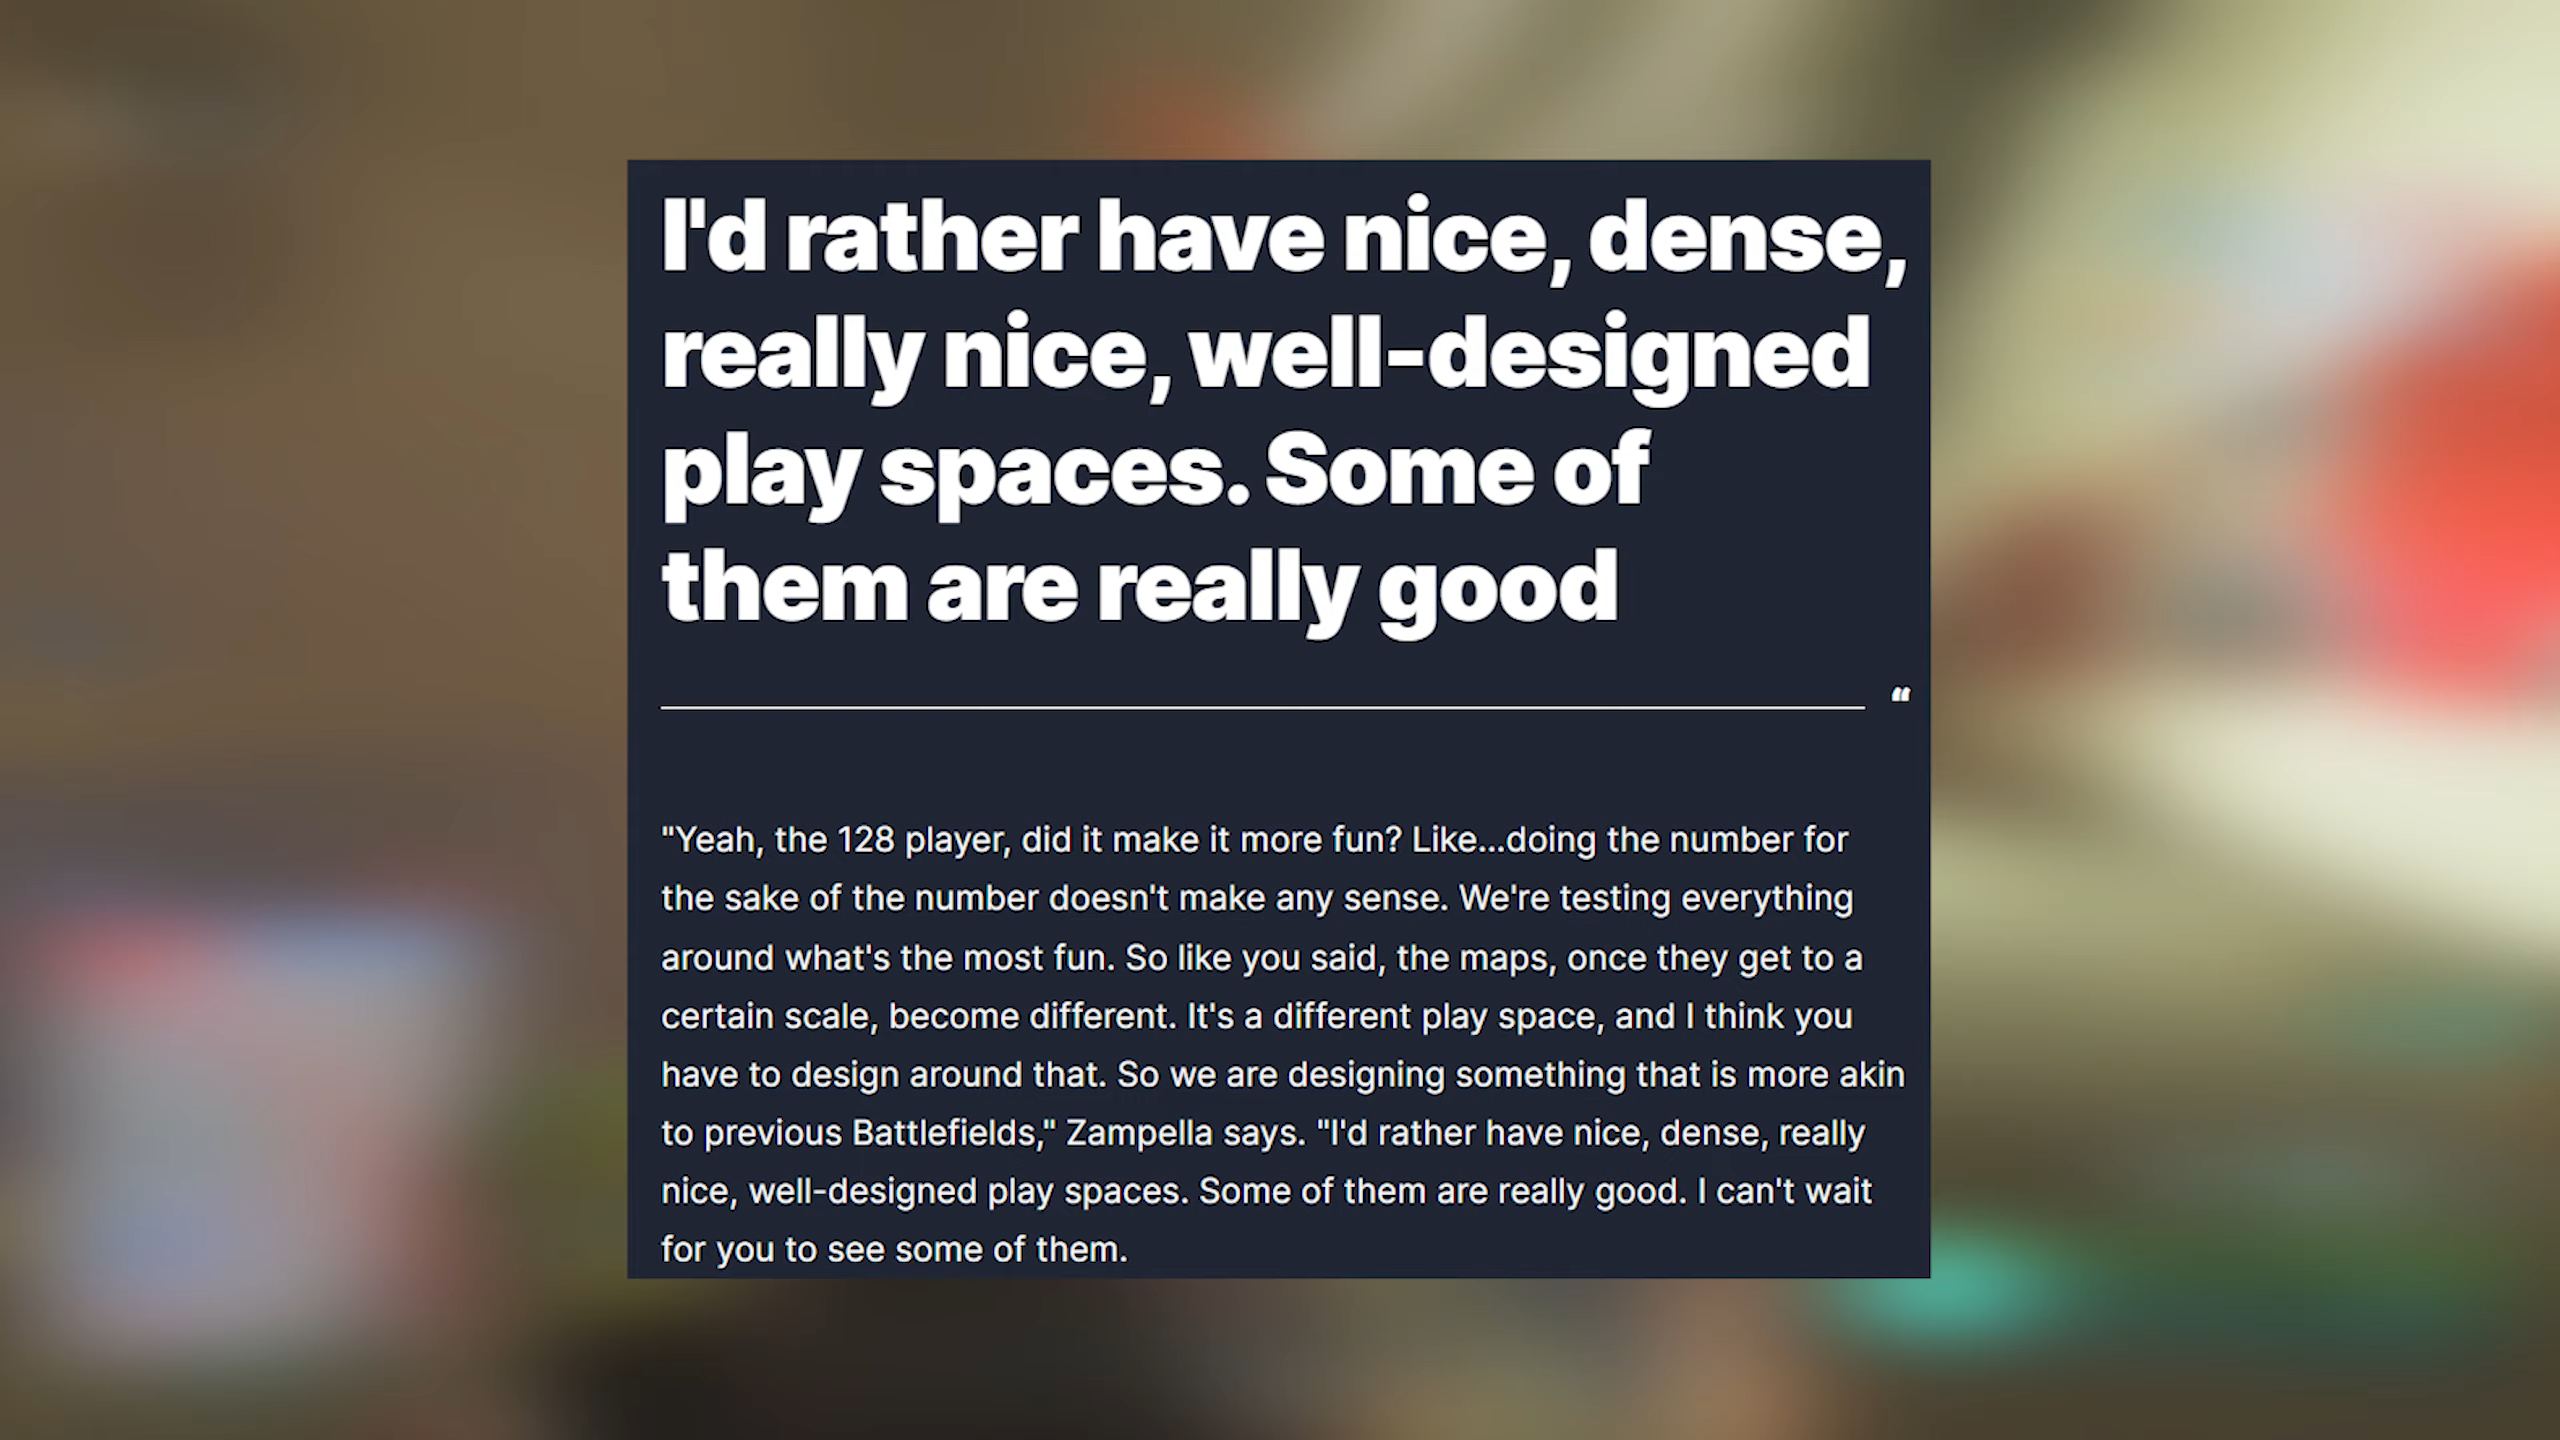 I'd rather have nice, dense,
really nice, well-designed
play spaces. Some of
them are really good
“
"Yeah, the 128 player, did it make it more fun? Like...doing the number for
the sake of the number doesn't make any sense. We're testing everything
around what's the most fun. So like you said, the maps, once they get to a
certain scale, become different. It's a different play space, and I think you
have to design around that. So we are designing something that is more akin
to previous Battlefields," Zampella says. "I'd rather have nice, dense, really
nice, well-designed play spaces. Some of them are really good. I can't wait
for you to see some of them.